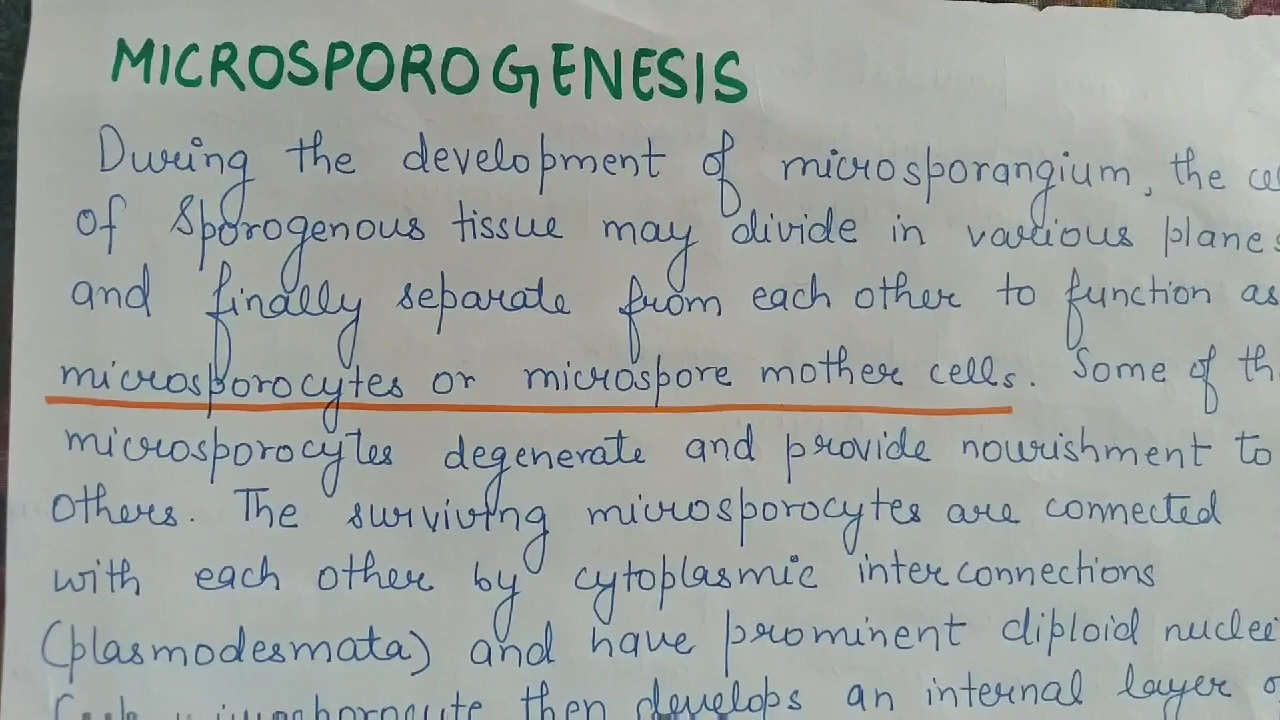 MICROSPOROGENESIS
During the development of microsporangium, the ce
of sporogenous tissue may divide in various planes
and finally separate from each other to function as
microsporocytes or microspore mother cells. Some of th
microsporocytes degenerate and provide nourishment to
others. The surviving microsporocytes are connected
with each other by cytoplasmic interconnections
(plasmodesmata) and have prominent diploid nuclei
then develops an internal layer o